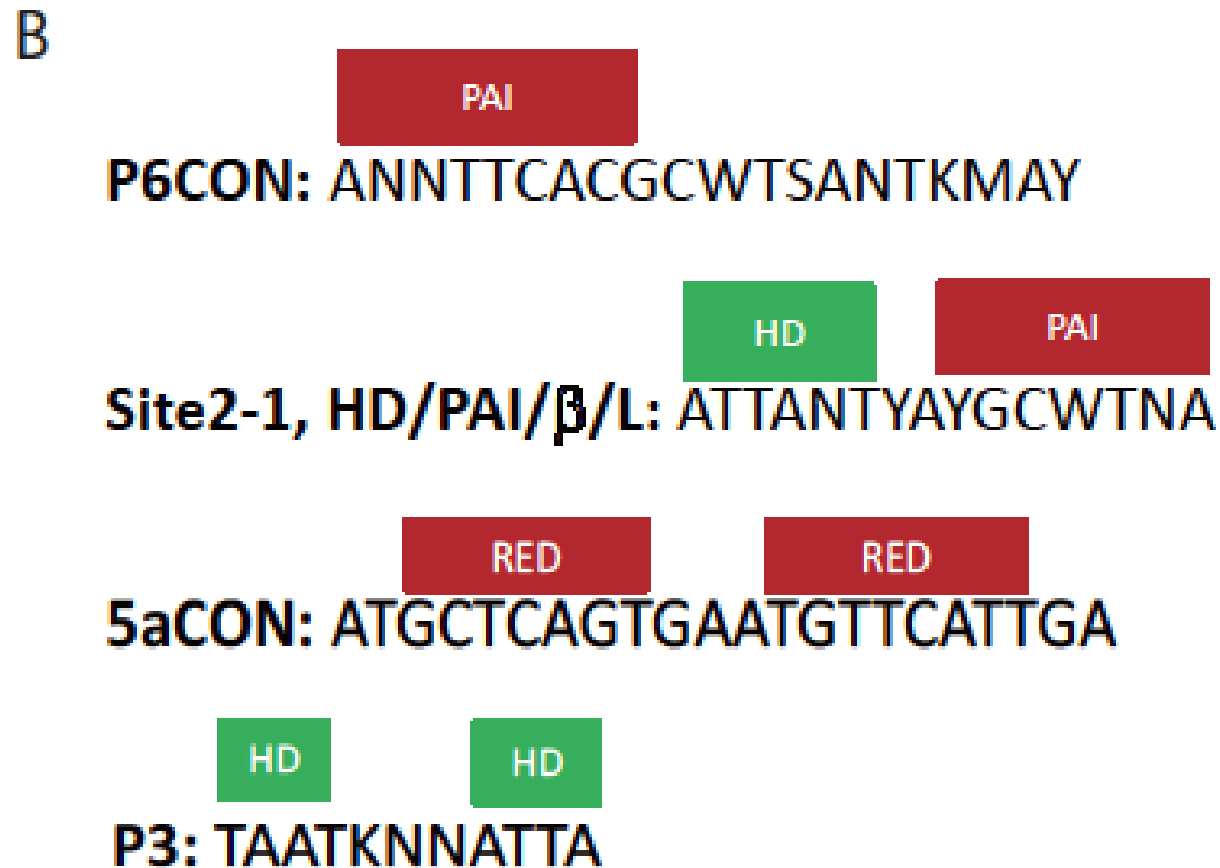 B
PAI
P6CON: ANNTTCACGCWTSANTKMAY
HD PAI
Site2-1, HD/PAI/β/L: ATTANTYAYGCWTNA
RED RED
5aCON: ATGCTCAGTGAATGTTCATTGA
HD HD
P3: TAATKNNATTA